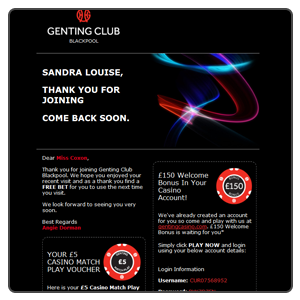 GENTING CLUB
BLACKPOOL
SANDRA LOUISE,
THANK YOU FOR
JOINING
COME BACK SOON.
Dear Miss Coster,
Thank you for joining Genting Club
Blackpool. We hope you enjoyed your
recent visit and as a thank you find a
FREE BET for you to use the next time
you visit.
We look forward to seeing you very
soon.
Best Regards
Angie Durman
YOUR £5
CASINO MATCH
PLAY VOUCHER
£5
Here is your £5 Casino Match Play
£150 Welcome
Bonus In Your
Casino
Account!
£150
We've already created an account
for you so come and play with us at
gentingcasino.com, £150 Welcome
Bonus is waiting for you*
Simply click PLAY NOW and login
using your below account details:
Login Information
Username: CUR07568952